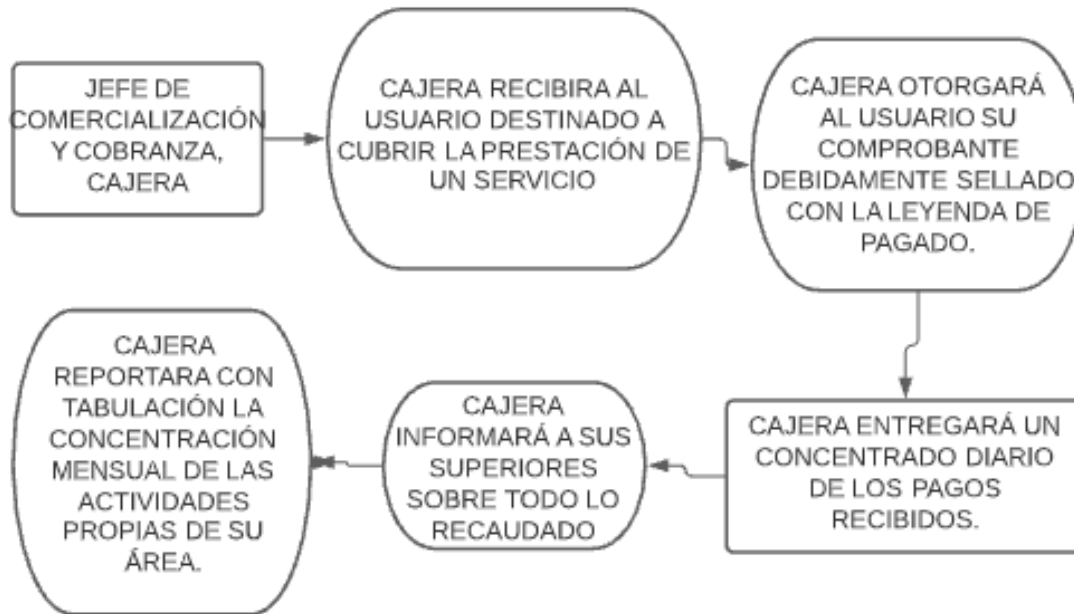 JEFE DE
COMERCIALIZACIÓN
Y COBRANZA,
CAJERA
CAJERA RECIBIRA AL
USUARIO DESTINADO A
CUBRIR LA PRESTACIÓN DE
UN SERVICIO
CAJERA OTORGARÁ
AL USUARIO SU
COMPROBANTE
DEBIDAMENTE SELLADO
CON LA LEYENDA DE
PAGADO.
CAJERA ENTREGARÁ UN
CONCENTRADO DIARIO
DE LOS PAGOS
RECIBIDOS.
CAJERA
INFORMARÁ A SUS
SUPERIORES
SOBRE TODO LO
RECAUDADO
CAJERA
REPORTARA CON
TABULACIÓN LA
CONCENTRACIÓN
MENSUAL DE LAS
ACTIVIDADES
PROPIAS DE SU
ÁREA.